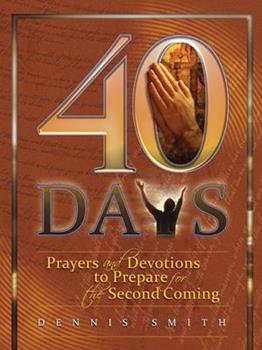 40
DAYS
Prayers and Devotions
to Prepare for
the Second Coming
DENNIS SMITH